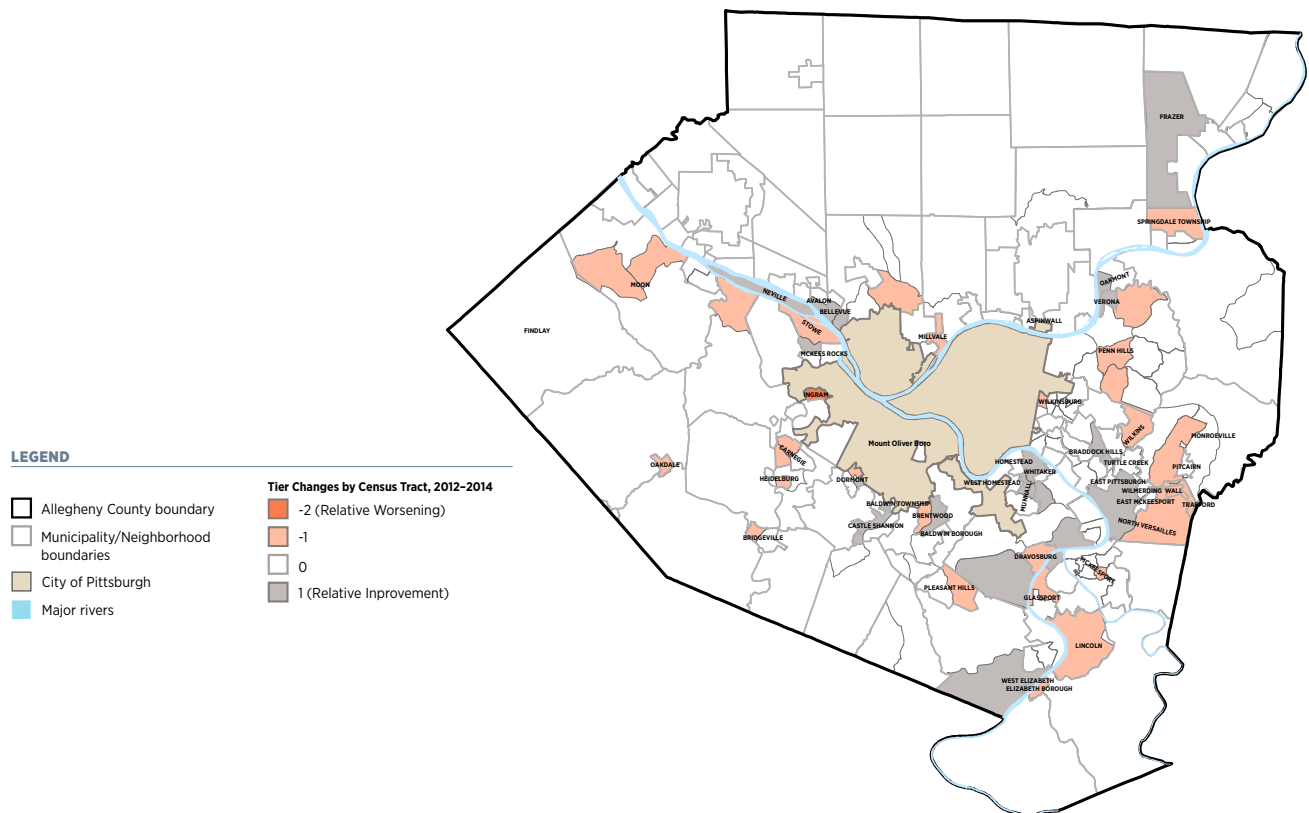 FRAZER
SPRINGDALE TOWNSHIP
MOON
OAKMONT
NEVILLE
AVALON
VERONA
BELLEVUE
ASPINWALL
STOWE
FINDLAY
MILLVALE
MCKEES ROCKS
PENN HILLS
INGRAM
WILKINSBURG
WILKINS
MONROEVILLE
Mount Oliver Boro
BRADDOCK HILLS
CARNEGIE
HOMESTEAD
TURTLE CREEK
OAKDALE
WHITAKER
PITCAIRN
HEIDELBURG
DORMONT
WEST HOMESTEAD
EAST PITTSBURGH
MUNHALL
WILMERDING
WALL
BALDWIN TOWNSHIP
EAST MCKEESPORT
TRAFFORD
BRENTWOOD
CASTLE SHANNON
NORTH VERSAILLES
BALDWIN BOROUGH
BRIDGEVILLE
DRAVOSBURG
MCKEESPORT
PLEASANT HILLS
GLASSPORT
LINCOLN
WEST ELIZABETH
ELIZABETH BOROUGH
LEGEND
Allegheny County boundary
Municipality/Neighborhood
boundaries
City of Pittsburgh
Major rivers
Tier Changes by Census Tract, 2012–2014
-2 (Relative Worsening)
-1
0
1 (Relative Inprovement)